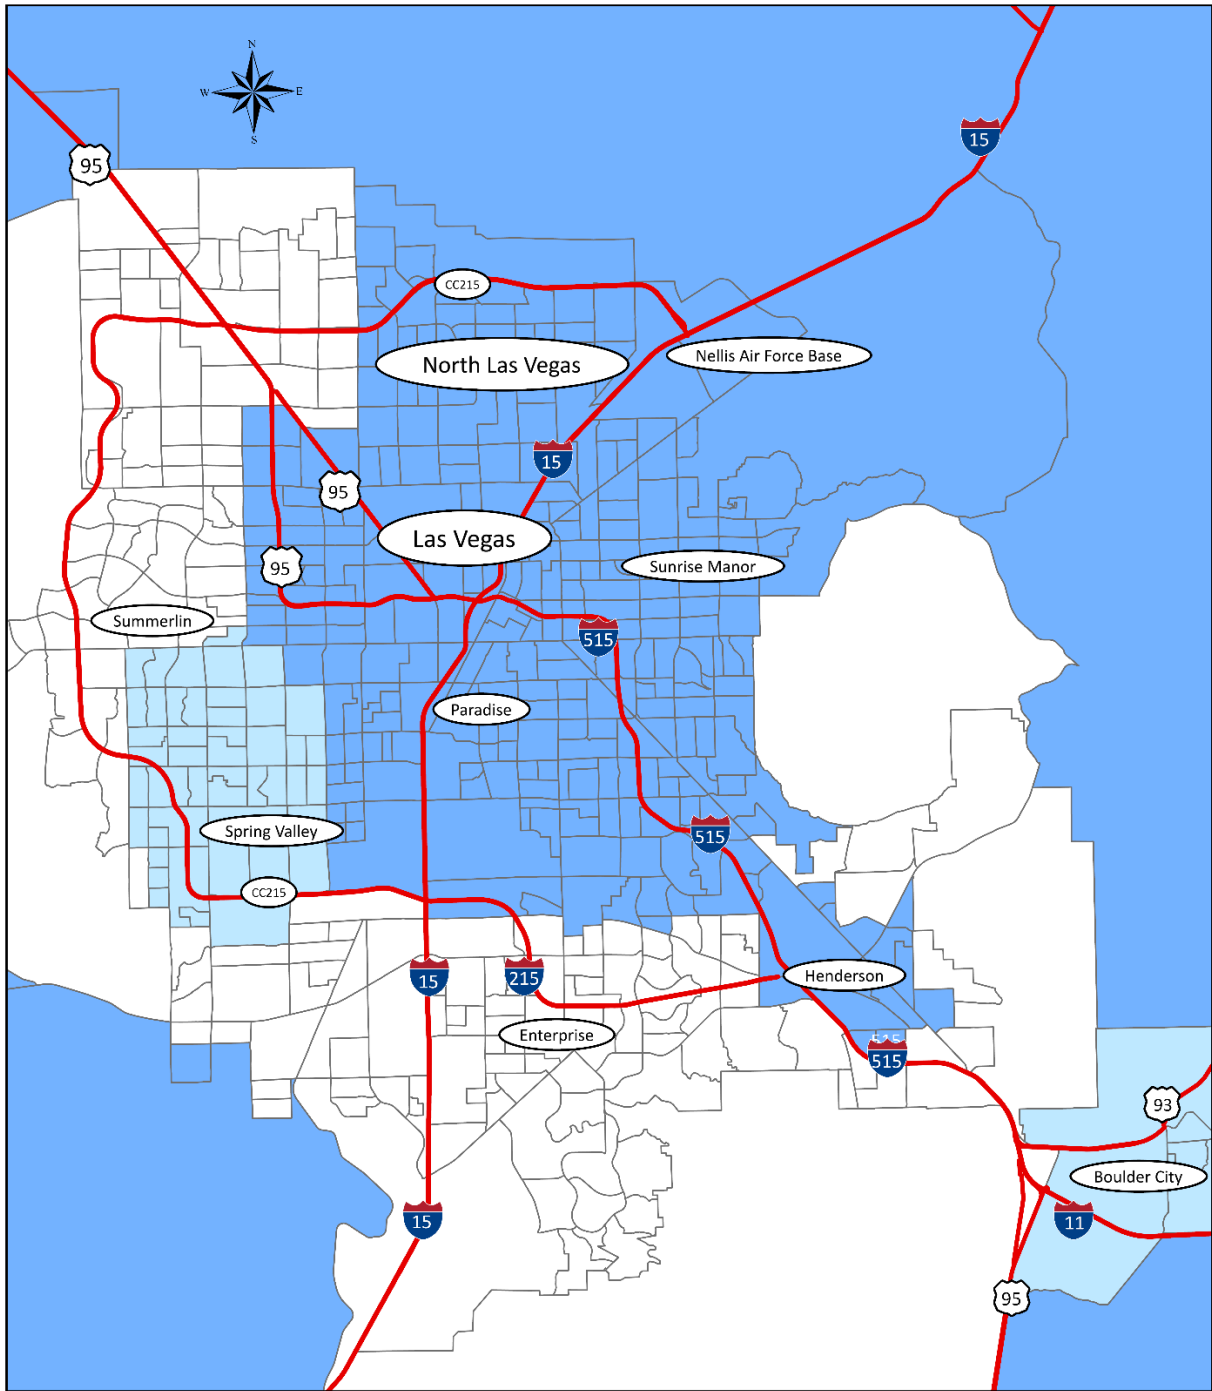 N
W
E
S
15
95
CC215
North Las Vegas
Nellis Air Force Base
15
95
Las Vegas
95
Sunrise Manor
Summerlin
515
Paradise
Spring Valley
515
CC215
15
215
Henderson
Enterprise
515
515
93
Boulder City
15
11
95